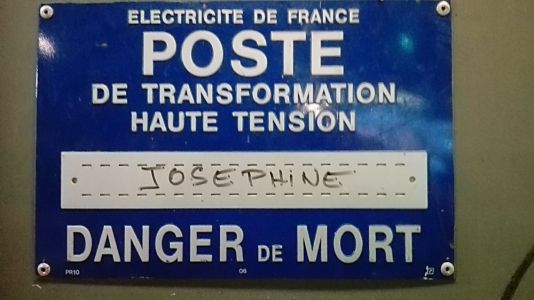 ELECTRICITE DE FRANCE
POSTE
DE TRANSFORMATION
HAUTE TENSION
JOSEPHiNE
DANGER DE MORT
PR10 06